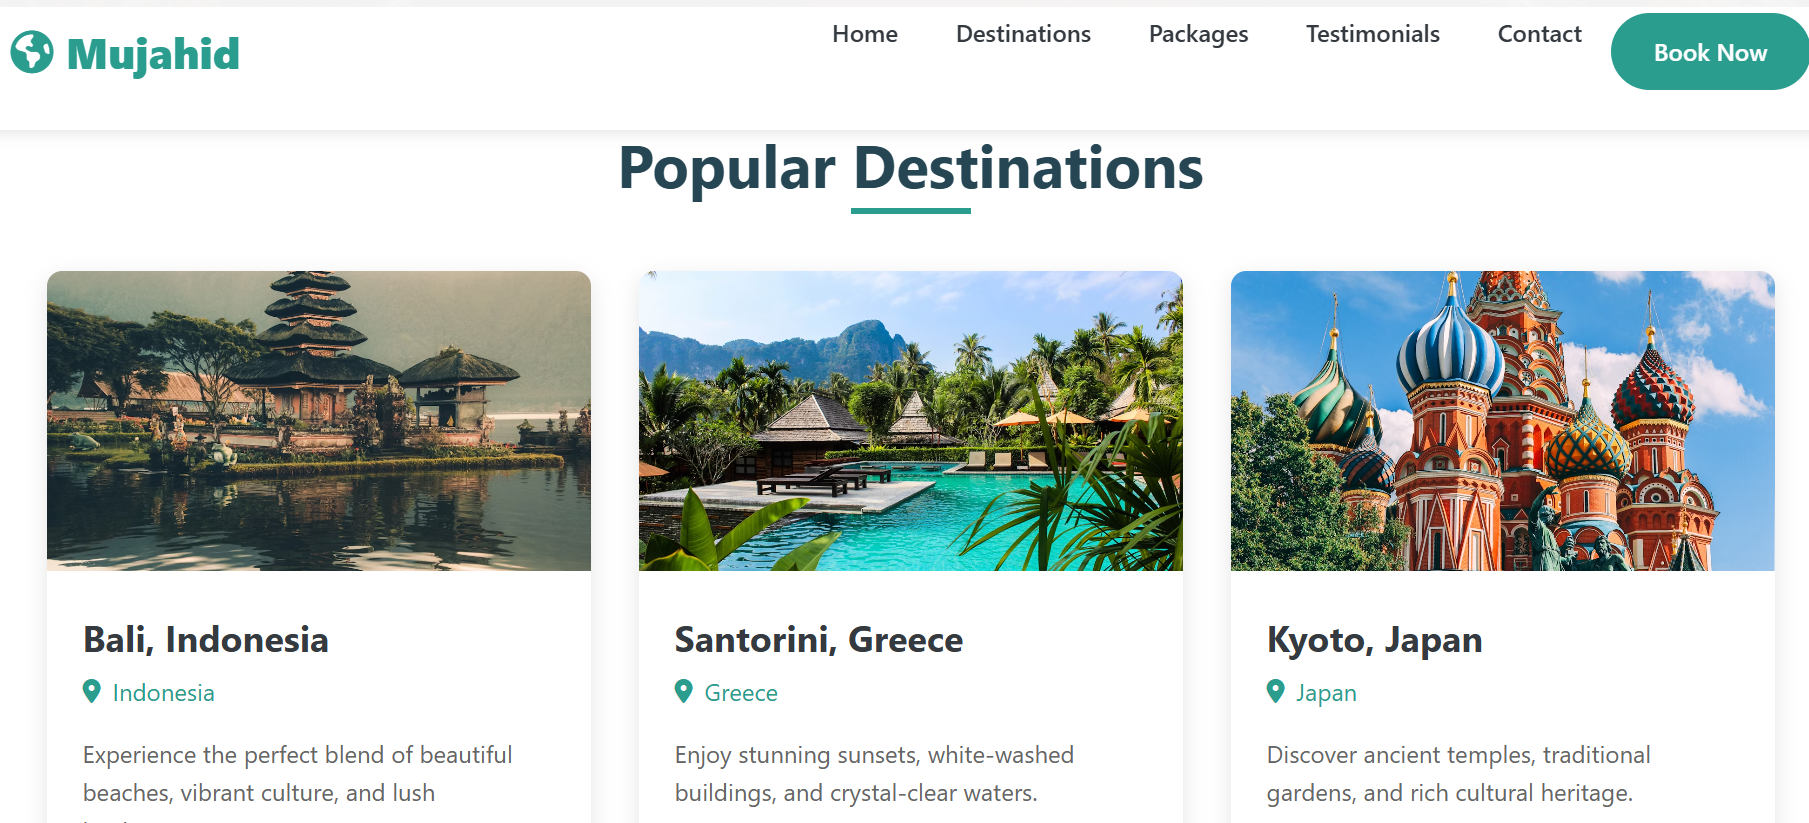 Mujahid
Home
Destinations
Packages
Testimonials
Contact
Book Now
Popular Destinations
Bali, Indonesia
Indonesia
Experience the perfect blend of beautiful
beaches, vibrant culture, and lush
Santorini, Greece
Greece
Enjoy stunning sunsets, white-washed
buildings, and crystal-clear waters.
Kyoto, Japan
Japan
Discover ancient temples, traditional
gardens, and rich cultural heritage.